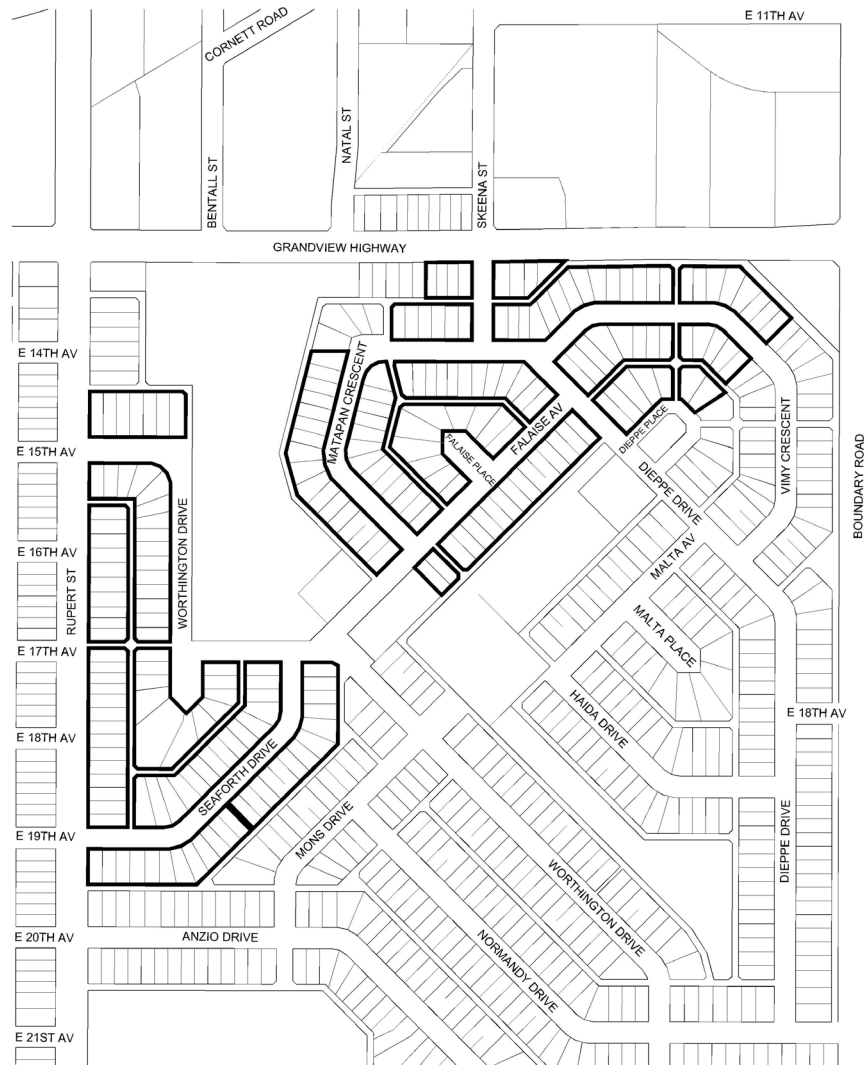 E 11TH AV
CORNETT ROAD
NATAL ST
BENTALL ST
SKEENA ST
GRANDVIEW HIGHWAY
E 14TH AV
MATAPAN CRESCENT
FALAISE AV
FALAISE PLACE
DIEPPE PLACE
VIMY CRESCENT
BOUNDARY ROAD
E 15TH AV
DIEPPE DRIVE
WORTHINGTON DRIVE
E 16TH AV
MALTA AV
RUPERT ST
MALTA PLACE
E 17TH AV
HAIDA DRIVE
E 18TH AV
E 18TH AV
SEAFORTH DRIVE
MONS DRIVE
E 19TH AV
DIEPPE DRIVE
WORTHINGTON DRIVE
E 20TH AV
ANZIO DRIVE
NORMANDY DRIVE
E 21ST AV